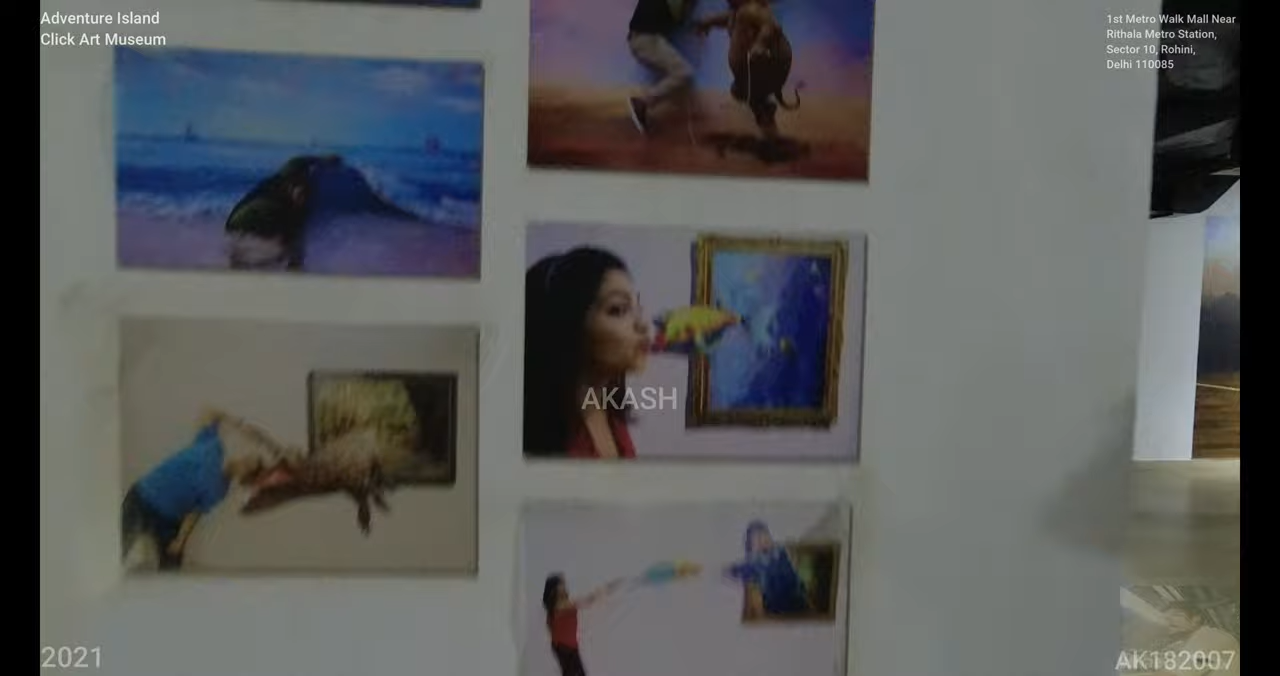 Adventure Island
Click Art Museum
1st Metro Walk Mall Near
Rithala Metro Station,
Sector 10, Rohini,
Delhi 110085
AKASH
2021
AK182007